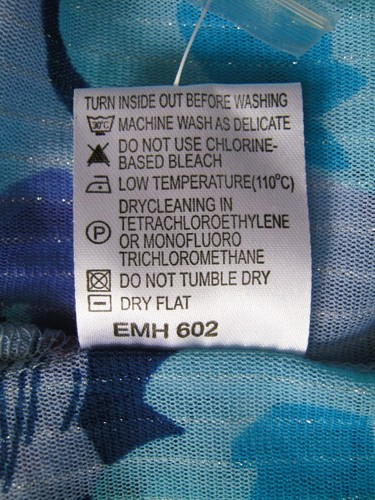 TURN INSIDE OUT BEFORE WASHING
30°C MACHINE WASH AS DELICATE
DO NOT USE CHLORINE-
BASED BLEACH
LOW TEMPERATURE(110°C)
DRYCLEANING IN
TETRACHLOROETHYLENE
P OR MONOFLUORO
TRICHLOROMETHANE
DO NOT TUMBLE DRY
DRY FLAT
EMH 602